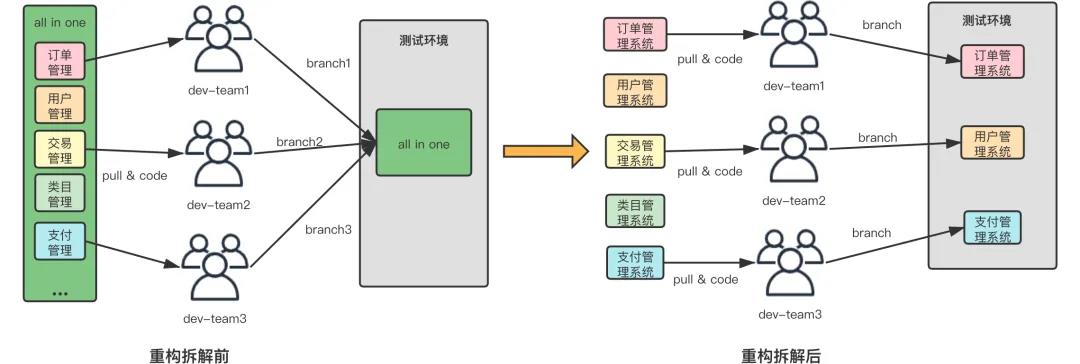 all in one
订单
管理
用户
管理
交易
管理
类目
管理
支付
管理
...
pull & code
dev-team1
dev-team2
dev-team3
branch1
branch2
branch3
测试环境
all in one
重构拆解前
订单管
理系统
用户管
理系统
交易管
理系统
类目管
理系统
支付管
理系统
pull & code
pull & code
pull & code
dev-team1
dev-team2
dev-team3
branch
branch
branch
测试环境
订单管
理系统
用户管
理系统
支付管
理系统
重构拆解后